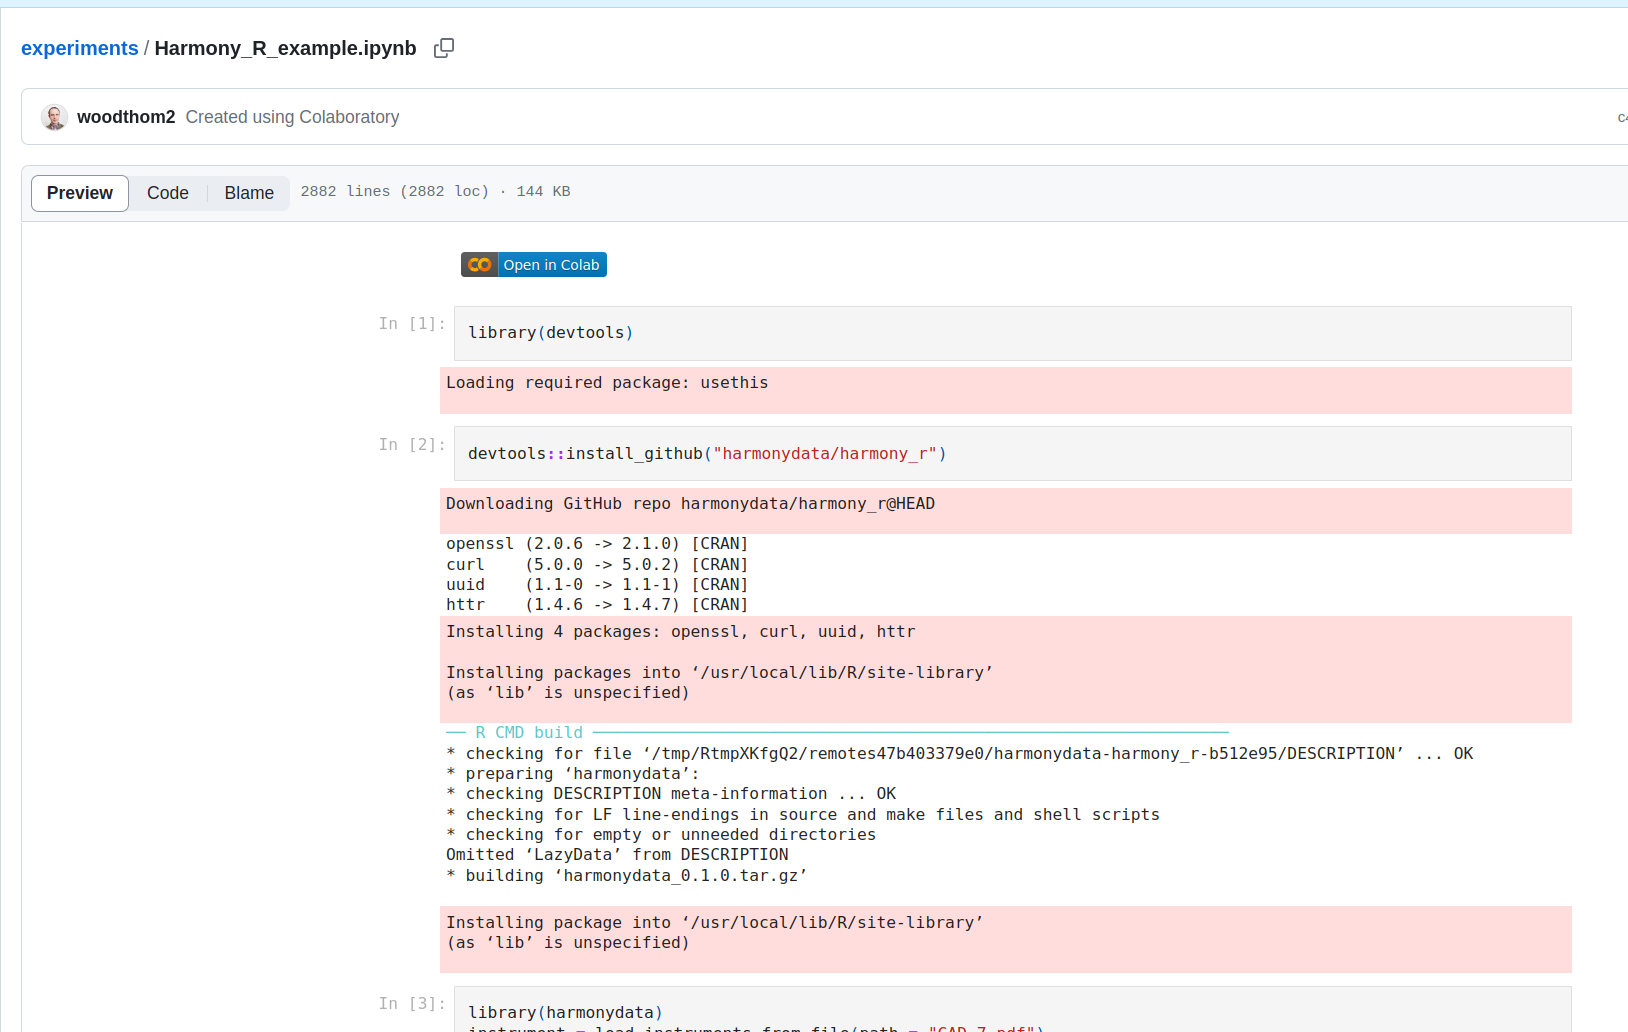 experiments / Harmony_R_example.ipynb
woodthom2 Created using Colaboratory
Preview Code Blame 2882 lines (2882 loc) · 144 KB
Open in Colab
In [1]: library(devtools)
Loading required package: usethis
In [2]: devtools::install_github("harmonydata/harmony_r")
Downloading GitHub repo harmonydata/harmony_r@HEAD
openssl (2.0.6 -> 2.1.0) [CRAN]
curl    (5.0.0 -> 5.0.2) [CRAN]
uuid    (1.1-0 -> 1.1-1) [CRAN]
httr    (1.4.6 -> 1.4.7) [CRAN]
Installing 4 packages: openssl, curl, uuid, httr
Installing packages into ‘/usr/local/lib/R/site-library’
(as ‘lib’ is unspecified)
── R CMD build ─────────────────────────────────────────────────────────────────
* checking for file ‘/tmp/RtmpXKfgQ2/remotes47b403379e0/harmonydata-harmony_r-b512e95/DESCRIPTION’ ... OK
* preparing ‘harmonydata’:
* checking DESCRIPTION meta-information ... OK
* checking for LF line-endings in source and make files and shell scripts
* checking for empty or unneeded directories
Omitted ‘LazyData’ from DESCRIPTION
* building ‘harmonydata_0.1.0.tar.gz’
Installing package into ‘/usr/local/lib/R/site-library’
(as ‘lib’ is unspecified)
In [3]: library(harmonydata)